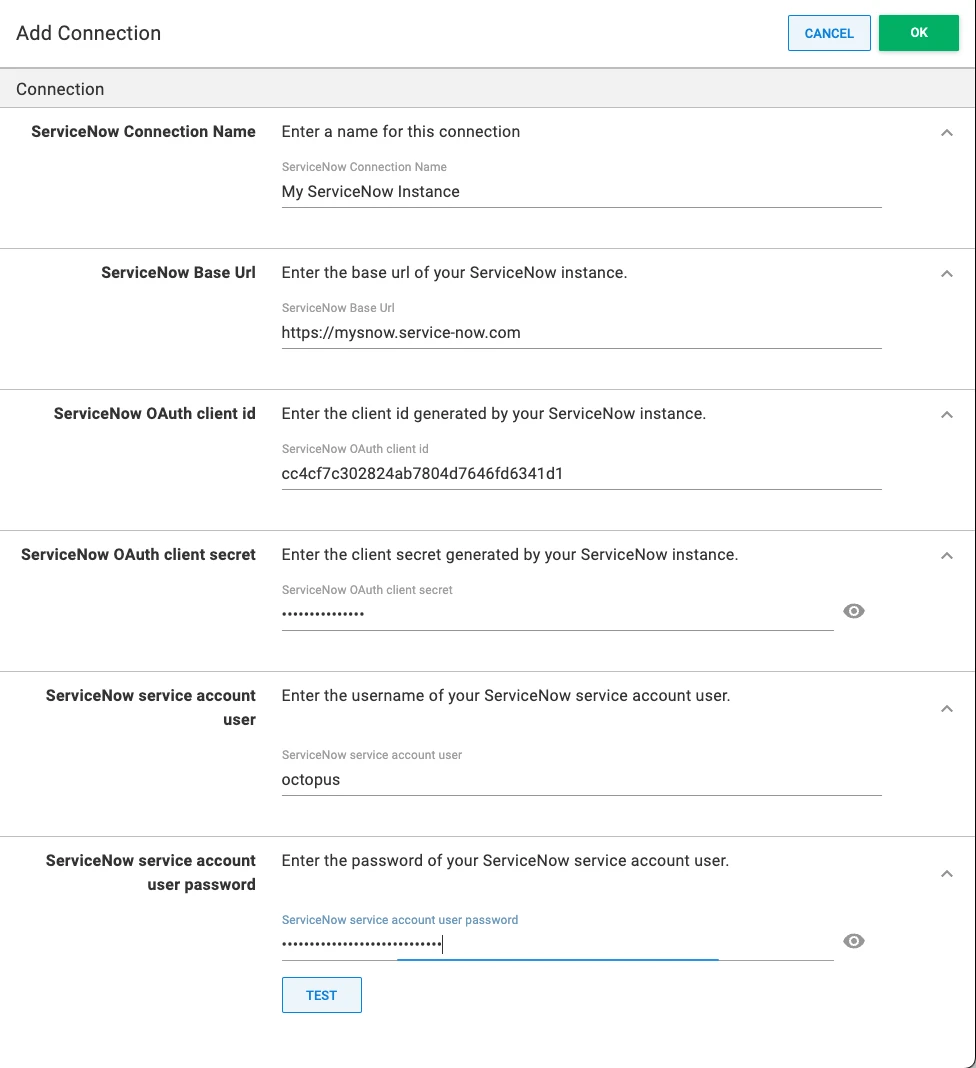 Add Connection
CANCEL
OK
Connection
ServiceNow Connection Name
Enter a name for this connection
ServiceNow Connection Name
My ServiceNow Instance
ServiceNow Base Url
Enter the base url of your ServiceNow instance.
ServiceNow Base Url
https://mysnow.service-now.com
ServiceNow OAuth client id
Enter the client id generated by your ServiceNow instance.
ServiceNow OAuth client id
cc4cf7c302824ab7804d7646fd6341d1
ServiceNow OAuth client secret
Enter the client secret generated by your ServiceNow instance.
ServiceNow OAuth client secret
•••••••••••••••
ServiceNow service account
user
Enter the username of your ServiceNow service account user.
ServiceNow service account user
octopus
ServiceNow service account
user password
Enter the password of your ServiceNow service account user.
ServiceNow service account user password
•••••••••••••••••••••••••••••
TEST